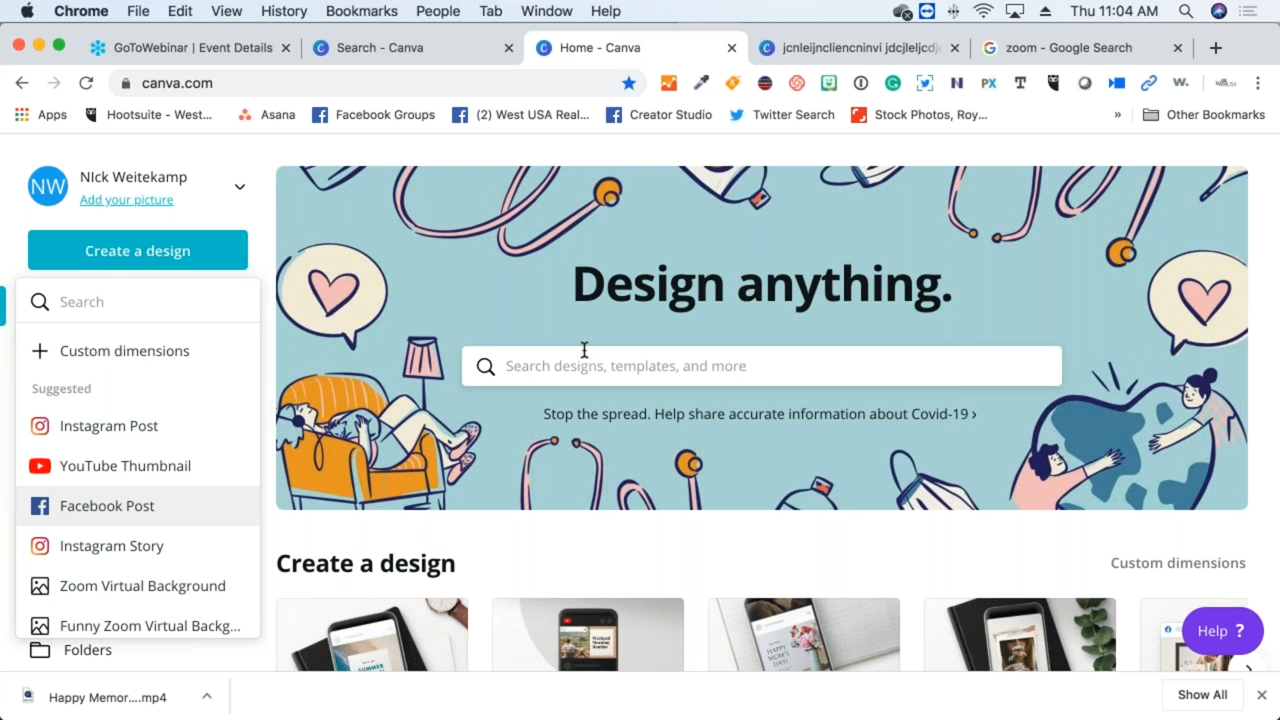 Chrome File Edit View History Bookmarks People Tab Window Help Thu 11:04 AM
GoToWebinar | Event Details Search - Canva Home - Canva zoom - Google Search
canva.com
Apps Hootsuite - West... Asana Facebook Groups (2) West USA Real... Creator Studio Twitter Search Stock Photos, Roy... » Other Bookmarks
NW
NIck Weitekamp
Add your picture
Create a design
Search
Custom dimensions
Suggested
Instagram Post
YouTube Thumbnail
Facebook Post
Instagram Story
Zoom Virtual Background
Funny Zoom Virtual Backg...
Folders
Design anything.
Search designs, templates, and more
Stop the spread. Help share accurate information about Covid-19 ›
Create a design
Custom dimensions
Help ?
Happy Memor....mp4
Show All